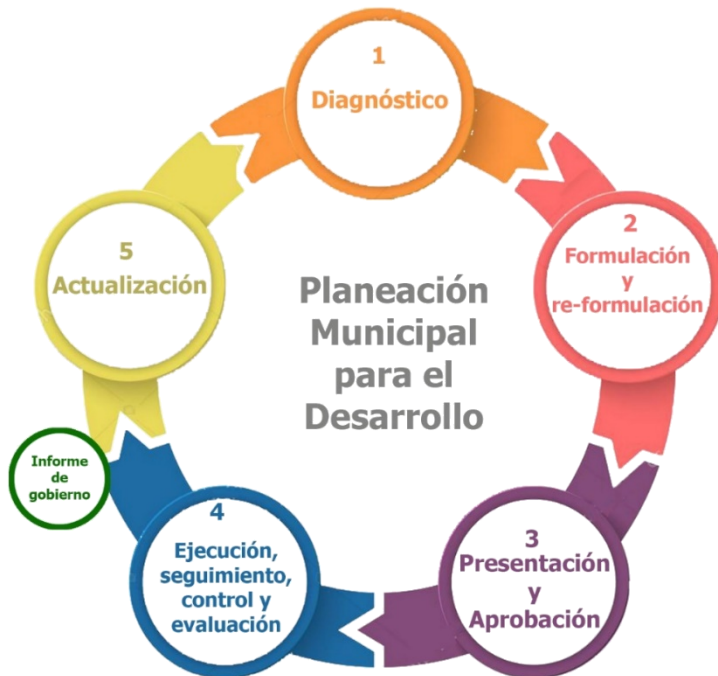 1
Diagnóstico
2
Formulación
y
re-formulación
3
Presentación
y
Aprobación
4
Ejecución,
seguimiento,
control y
evaluación
Informe
de
gobierno
5
Actualización
Planeación
Municipal
para el
Desarrollo